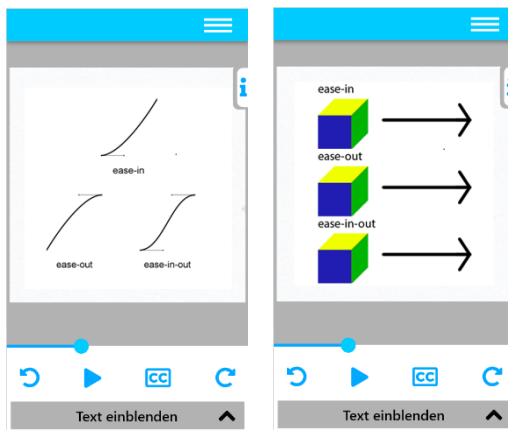 ease-in
ease-out ease-in-out
i
CC
Text einblenden
ease-in
ease-out
ease-in-out
CC
Text einblenden